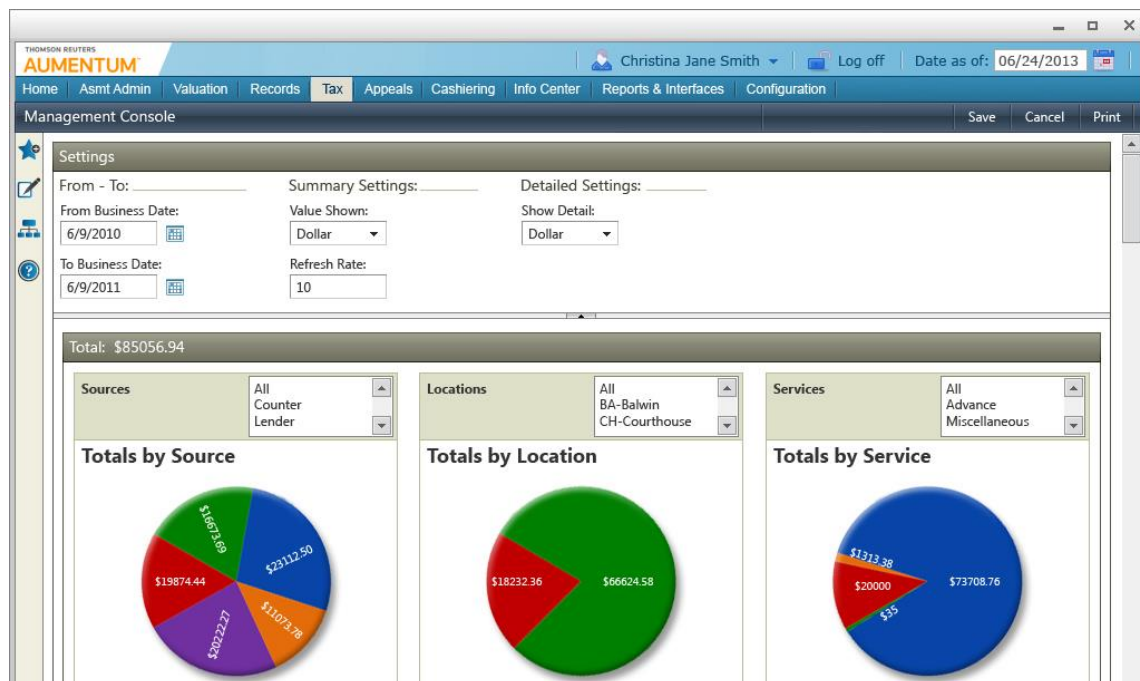 THOMSON REUTERS
AUMENTUM
Christina Jane Smith Log off Date as of: 06/24/2013
Home Asmt Admin Valuation Records Tax Appeals Cashiering Info Center Reports & Interfaces Configuration
Management Console Save Cancel Print
Settings
From - To: Summary Settings: Detailed Settings:
From Business Date: Value Shown: Show Detail:
6/9/2010 Dollar Dollar
To Business Date: Refresh Rate:
6/9/2011 10
Total: $85056.94
Sources All Counter Lender
Locations All BA-Balwin CH-Courthouse
Services All Advance Miscellaneous
Totals by Source
$16673.69
$23112.50
$19874.44
$11073.78
$20222.27
Totals by Location
$18232.36
$66624.58
Totals by Service
$1313.38
$20000
$73708.76
$35